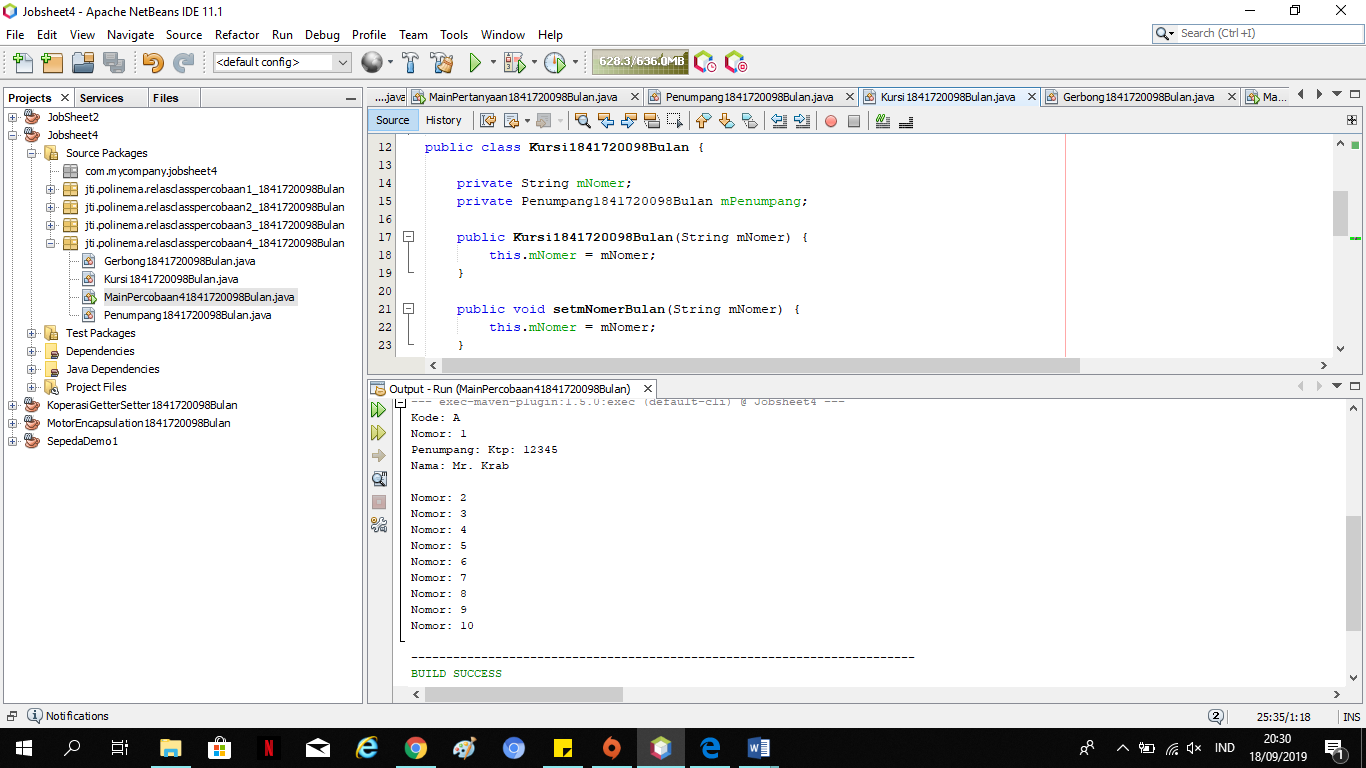 Jobsheet4 - Apache NetBeans IDE 11.1
File Edit View Navigate Source Refactor Run Debug Profile Team Tools Window Help
Search (Ctrl+I)
<default config>
628.3/636.0MB
Projects Services Files
JobSheet2
Jobsheet4
Source Packages
com.mycompany.jobsheet4
jti.polinema.relasclasspercobaan1_1841720098Bulan
jti.polinema.relasclasspercobaan2_1841720098Bulan
jti.polinema.relasclasspercobaan3_1841720098Bulan
jti.polinema.relasclasspercobaan4_1841720098Bulan
Gerbong1841720098Bulan.java
Kursi1841720098Bulan.java
MainPercobaan41841720098Bulan.java
Penumpang1841720098Bulan.java
Test Packages
Dependencies
Java Dependencies
Project Files
KoperasiGetterSetter1841720098Bulan
MotorEncapsulation1841720098Bulan
SepedaDemo1
....java MainPertanyaan1841720098Bulan.java Penumpang1841720098Bulan.java Kursi1841720098Bulan.java Gerbong1841720098Bulan.java Ma...
Source History
12 public class Kursi1841720098Bulan {
13
14 private String mNomer;
15 private Penumpang1841720098Bulan mPenumpang;
16
17 public Kursi1841720098Bulan(String mNomer) {
18 this.mNomer = mNomer;
19 }
20
21 public void setmNomerBulan(String mNomer) {
22 this.mNomer = mNomer;
23 }
Output - Run (MainPercobaan41841720098Bulan)
--- exec-maven-plugin:1.5.0:exec (default-cli) @ Jobsheet4 ---
Kode: A
Nomor: 1
Penumpang: Ktp: 12345
Nama: Mr. Krab
Nomor: 2
Nomor: 3
Nomor: 4
Nomor: 5
Nomor: 6
Nomor: 7
Nomor: 8
Nomor: 9
Nomor: 10
------------------------------------------------------------------------
BUILD SUCCESS
Notifications
2
25:35/1:18
INS
IND
20:30
18/09/2019
1